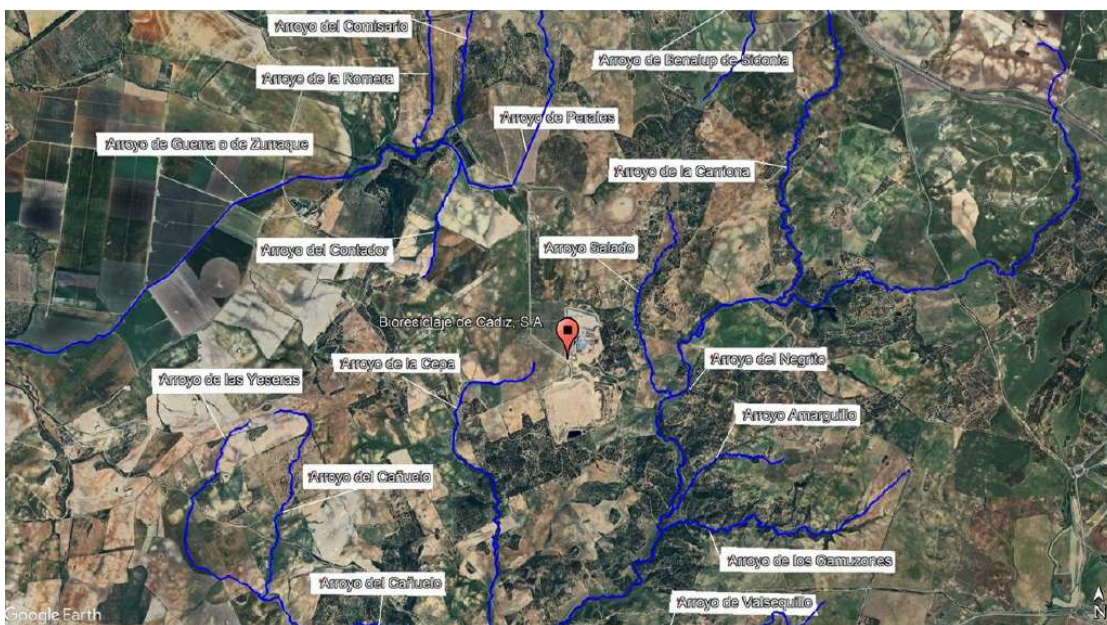 Arroyo del Comisario
Arroyo de Benalup de Sidonia
Arroyo de la Romera
Arroyo de Perales
Arroyo de Guerra o de Zurraque
Arroyo de la Carriona
Arroyo del Contador
Arroyo Salado
Bioreciclaje de Cadiz, S.A.
Arroyo de la Cepa
Arroyo del Negrito
Arroyo de las Yeseras
Arroyo Amarguillo
Arroyo del Cañuelo
Arroyo de los Gamuzones
Arroyo del Cañuelo
Arroyo de Valsequillo
Google Earth
N